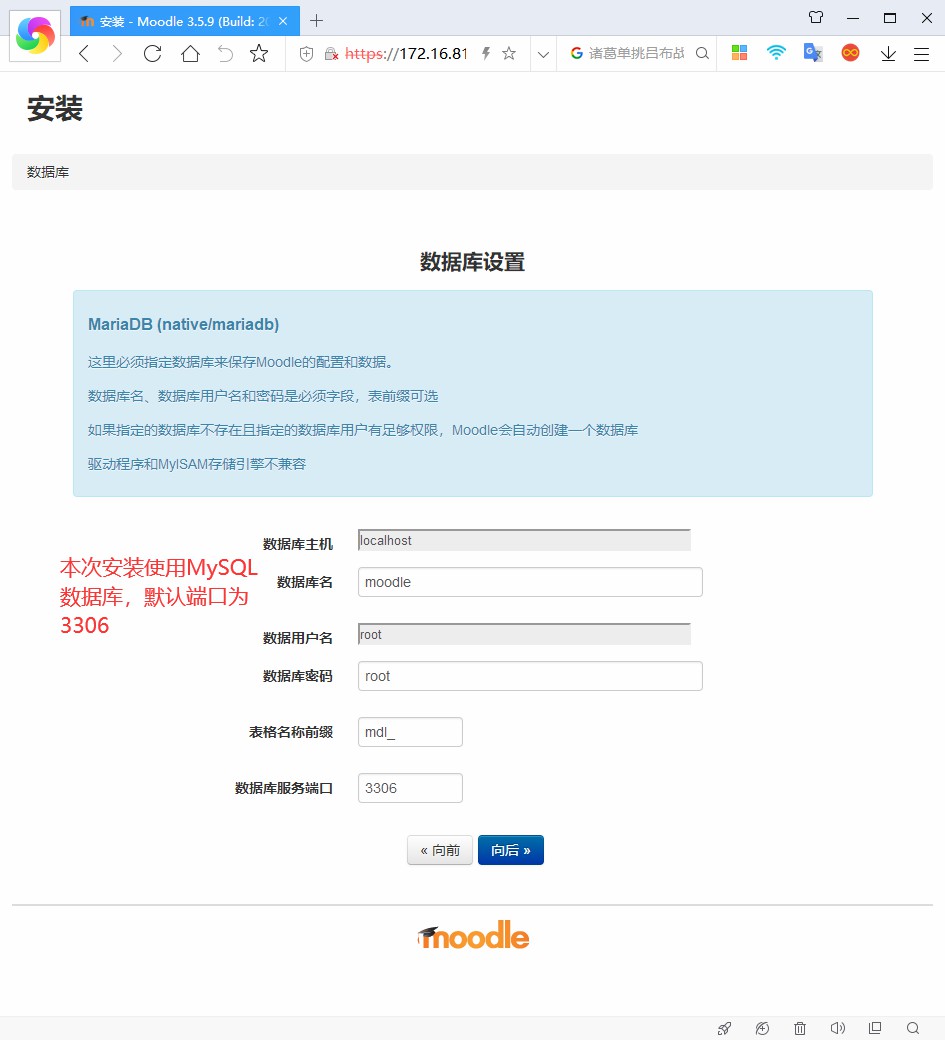 安装 - Moodle 3.5.9 (Build: 20
https://172.16.81
诸葛单挑吕布战
安装
数据库
数据库设置
MariaDB (native/mariadb)
这里必须指定数据库来保存Moodle的配置和数据。
数据库名、数据库用户名和密码是必须字段，表前缀可选
如果指定的数据库不存在且指定的数据库用户有足够权限，Moodle会自动创建一个数据库
驱动程序和MyISAM存储引擎不兼容
数据库主机 localhost
本次安装使用MySQL
数据库，默认端口为
3306
数据库名 moodle
数据用户名 root
数据库密码 root
表格名称前缀 mdl_
数据库服务端口 3306
« 向前 向后 »
moodle